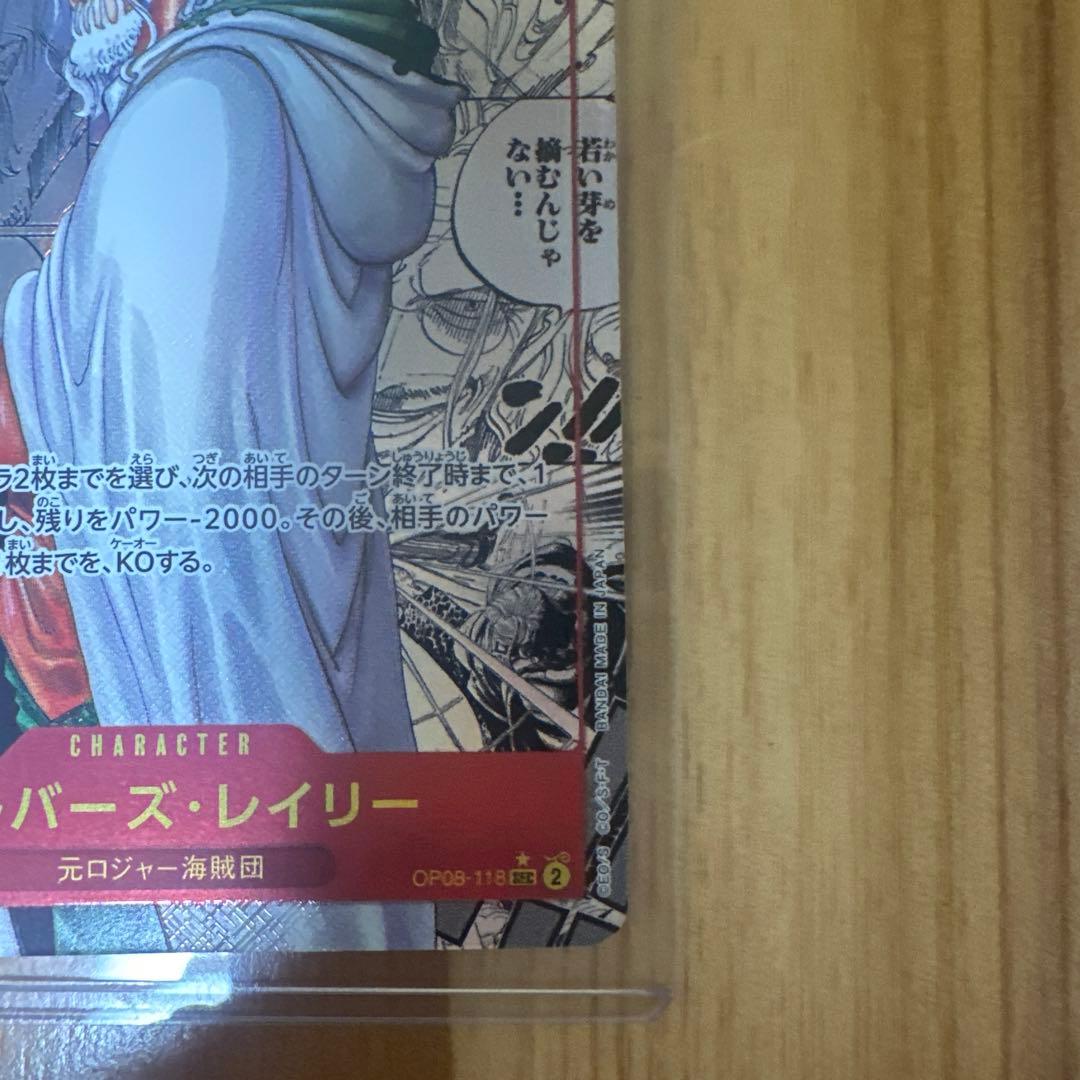 若い芽を
摘むんじゃ
ない…
ン!!
ラ2枚までを選び、次の相手のターン終了時まで、1
し、残りをパワー-2000。その後、相手のパワー
枚までを、KOする。
CHARACTER
バーズ・レイリー
元ロジャー海賊団
OP08-118 SEC 2
©EO/S CO/S・F・T BANDAI MADE IN JAPAN